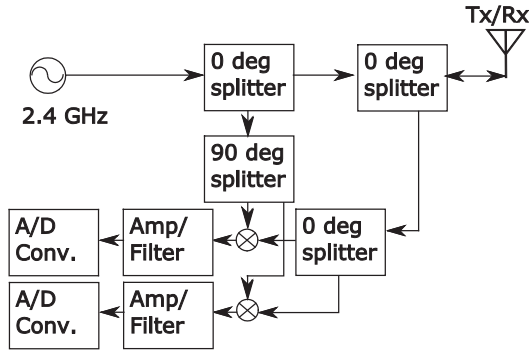 Tx/Rx
0 deg
splitter
0 deg
splitter
2.4 GHz
90 deg
splitter
A/D
Conv.
Amp/
Filter
0 deg
splitter
A/D
Conv.
Amp/
Filter